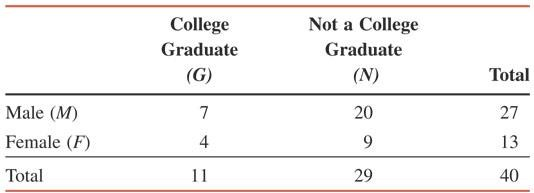 College Not a College
Graduate Graduate
(G) (N) Total
Male (M) 7 20 27
Female (F) 4 9 13
Total 11 29 40